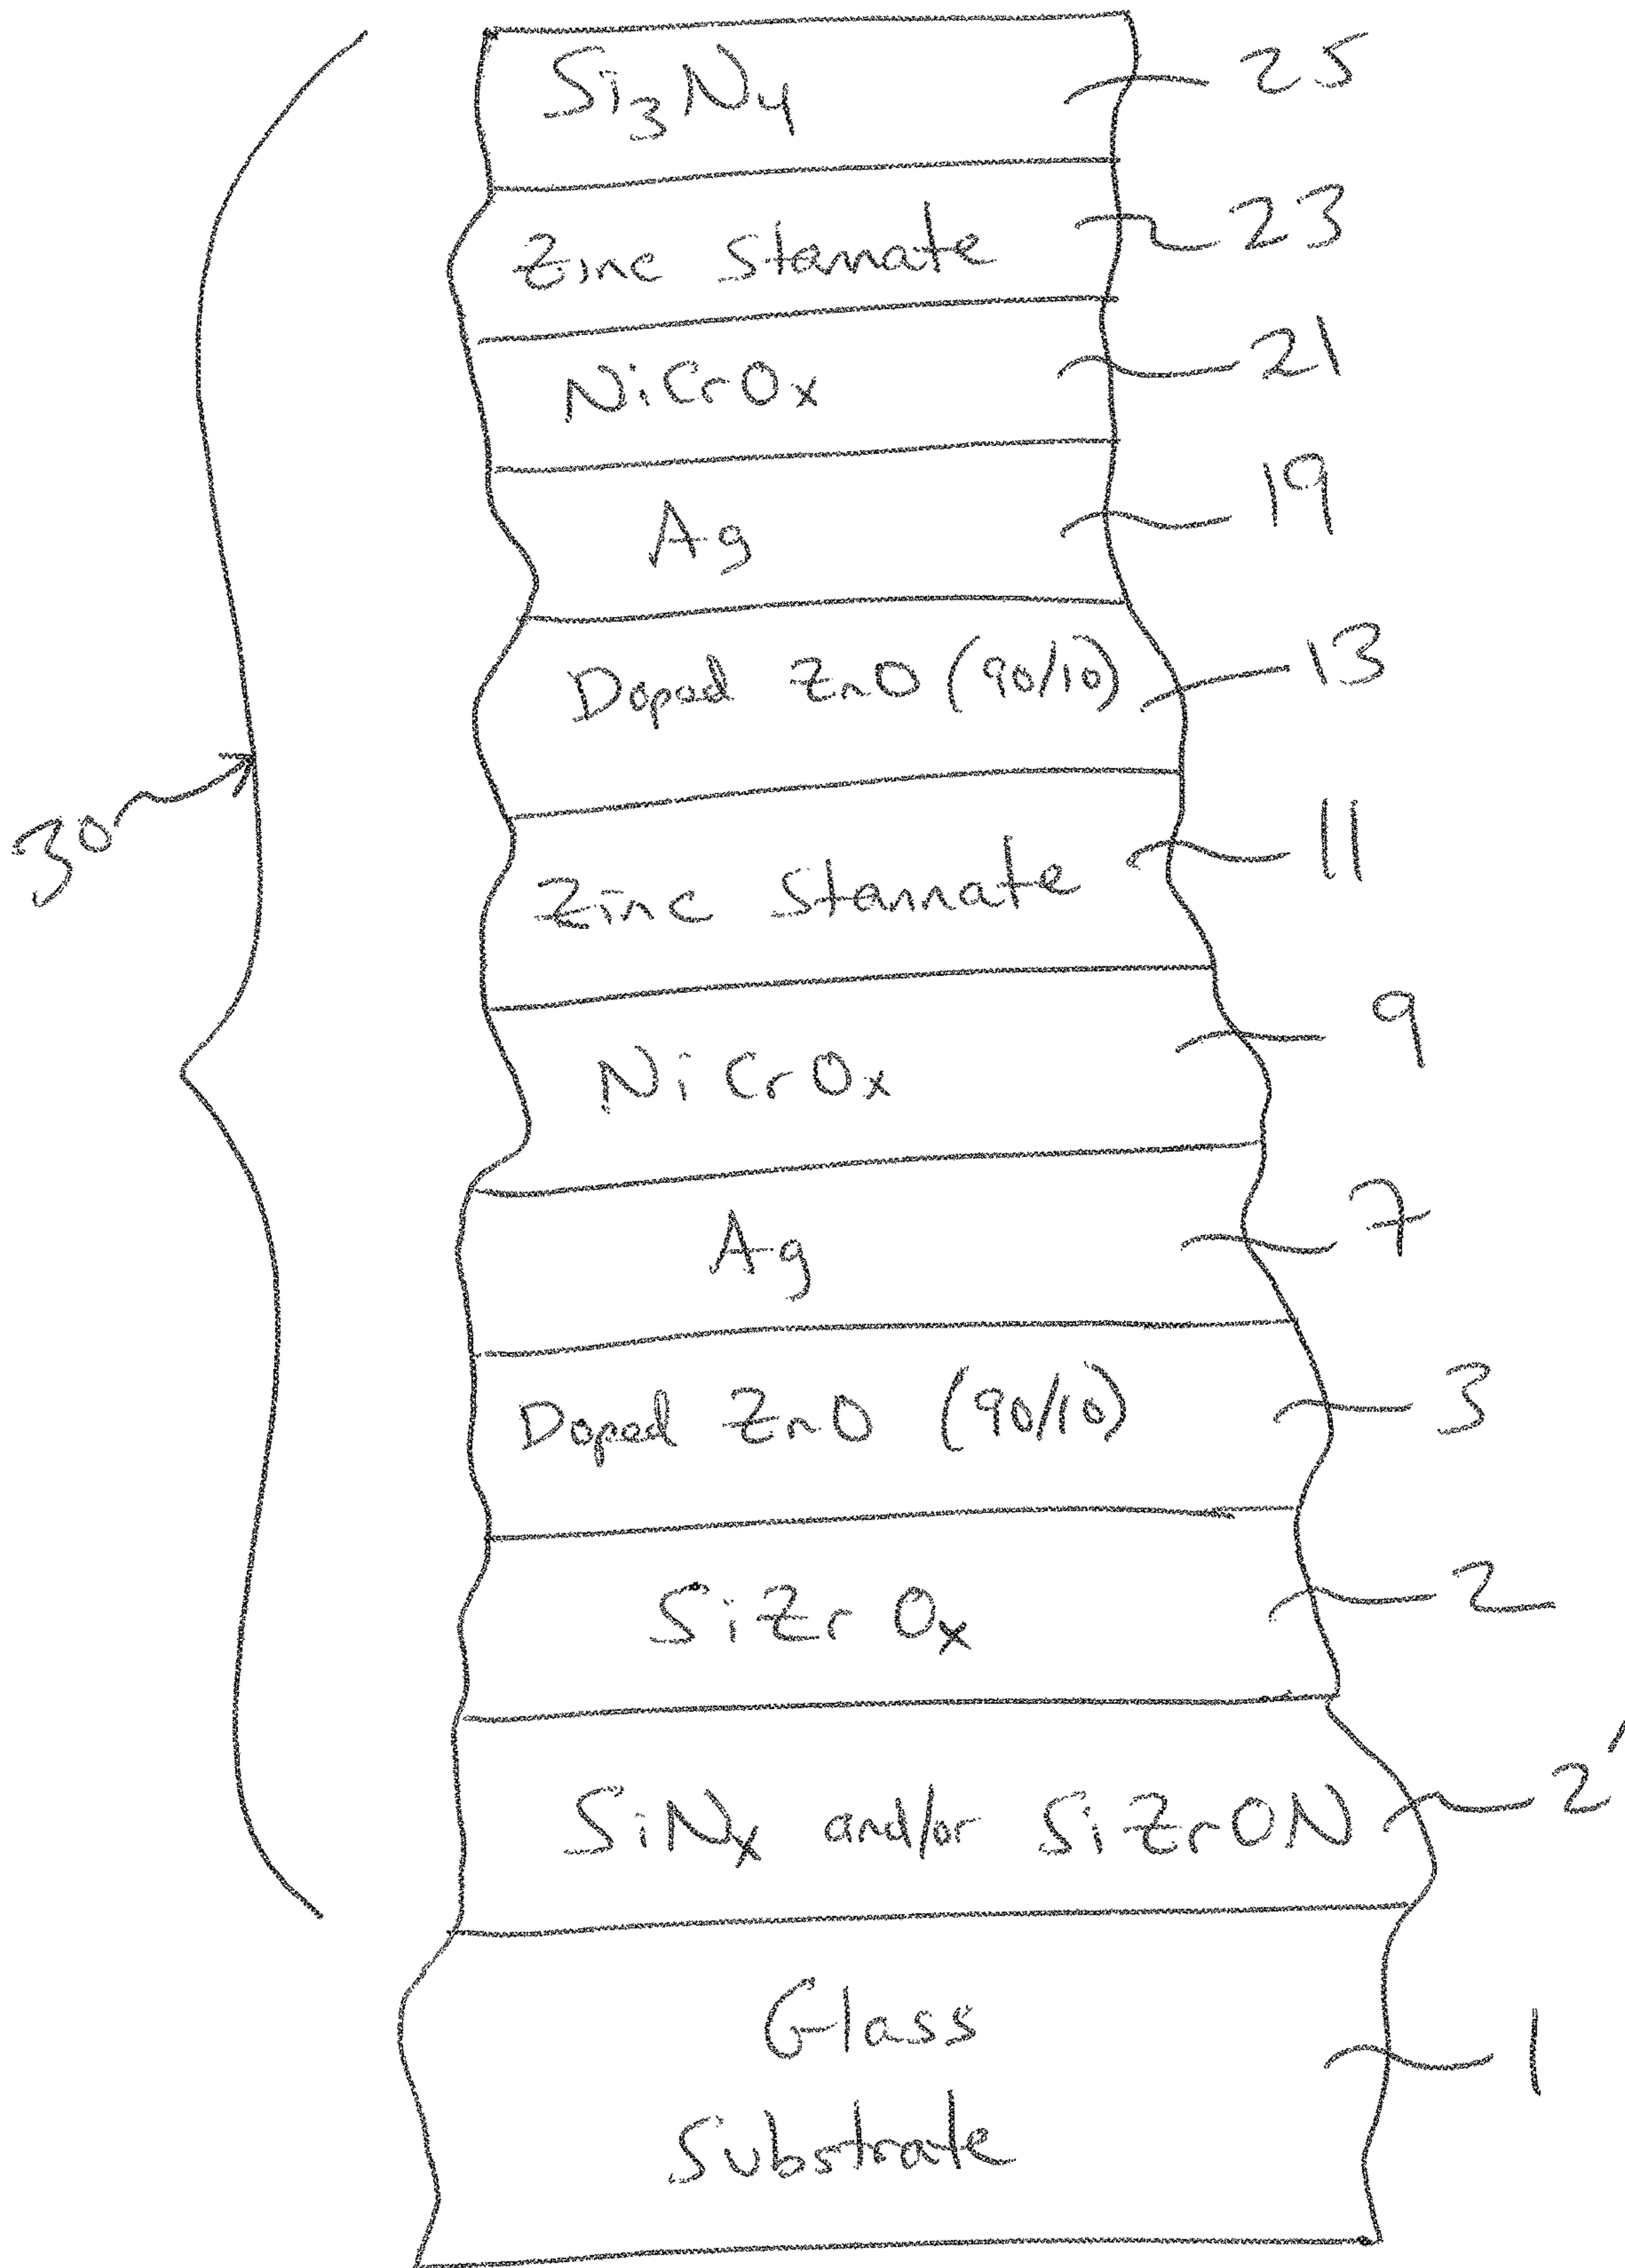 Si₃N₄ 25
Zinc Stannate 23
NiCrOx 21
Ag 19
Doped ZnO (90/10) 13
30
Zinc Stannate 11
NiCrOx 9
Ag 7
Doped ZnO (90/10) 3
SiZrOx 2
SiNx and/or SiZrON 2'
Glass 1
Substrate